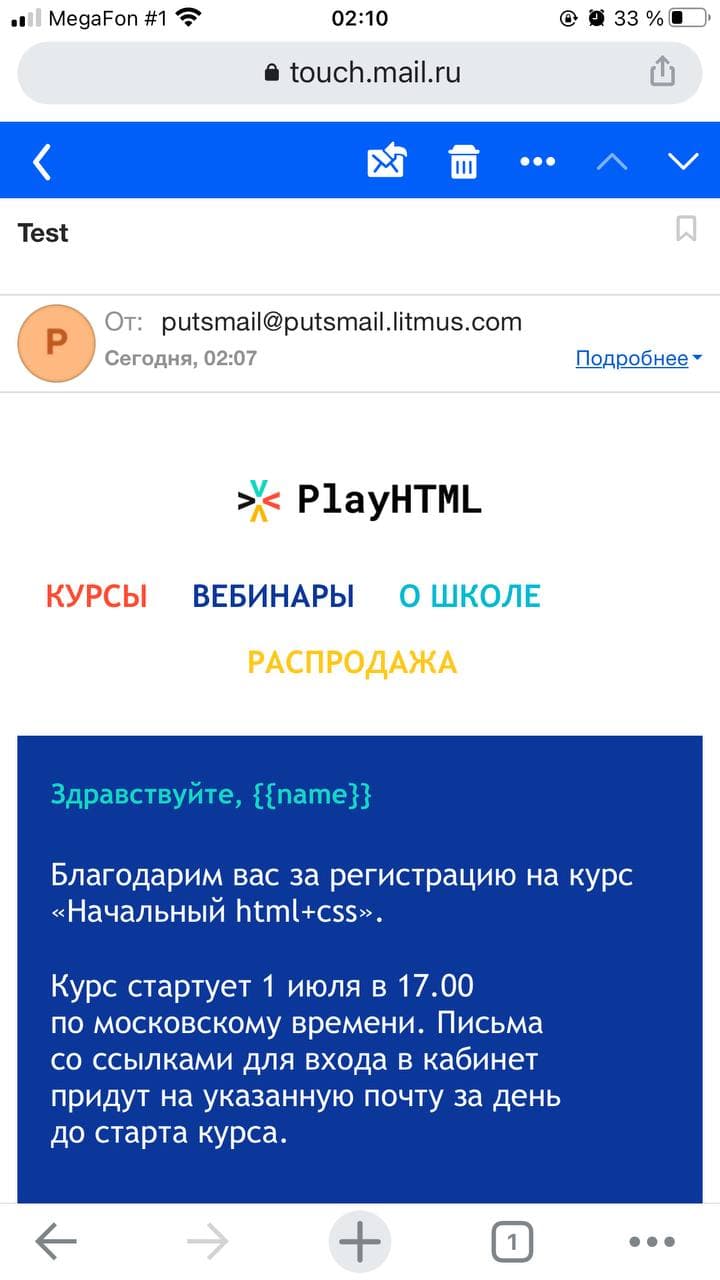 MegaFon #1 02:10 33 %
touch.mail.ru
Test
P
От: putsmail@putsmail.litmus.com
Сегодня, 02:07 Подробнее
PlayHTML
КУРСЫ ВЕБИНАРЫ О ШКОЛЕ
РАСПРОДАЖА
Здравствуйте, {{name}}
Благодарим вас за регистрацию на курс
«Начальный html+css».
Курс стартует 1 июля в 17.00
по московскому времени. Письма
со ссылками для входа в кабинет
придут на указанную почту за день
до старта курса.
1